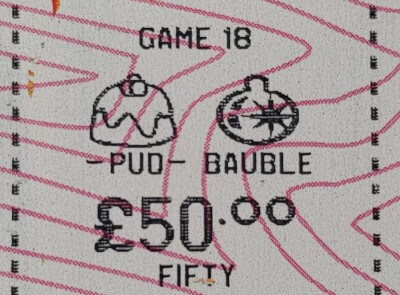 GAME 18
-PUD- BAUBLE
£50.00
FIFTY